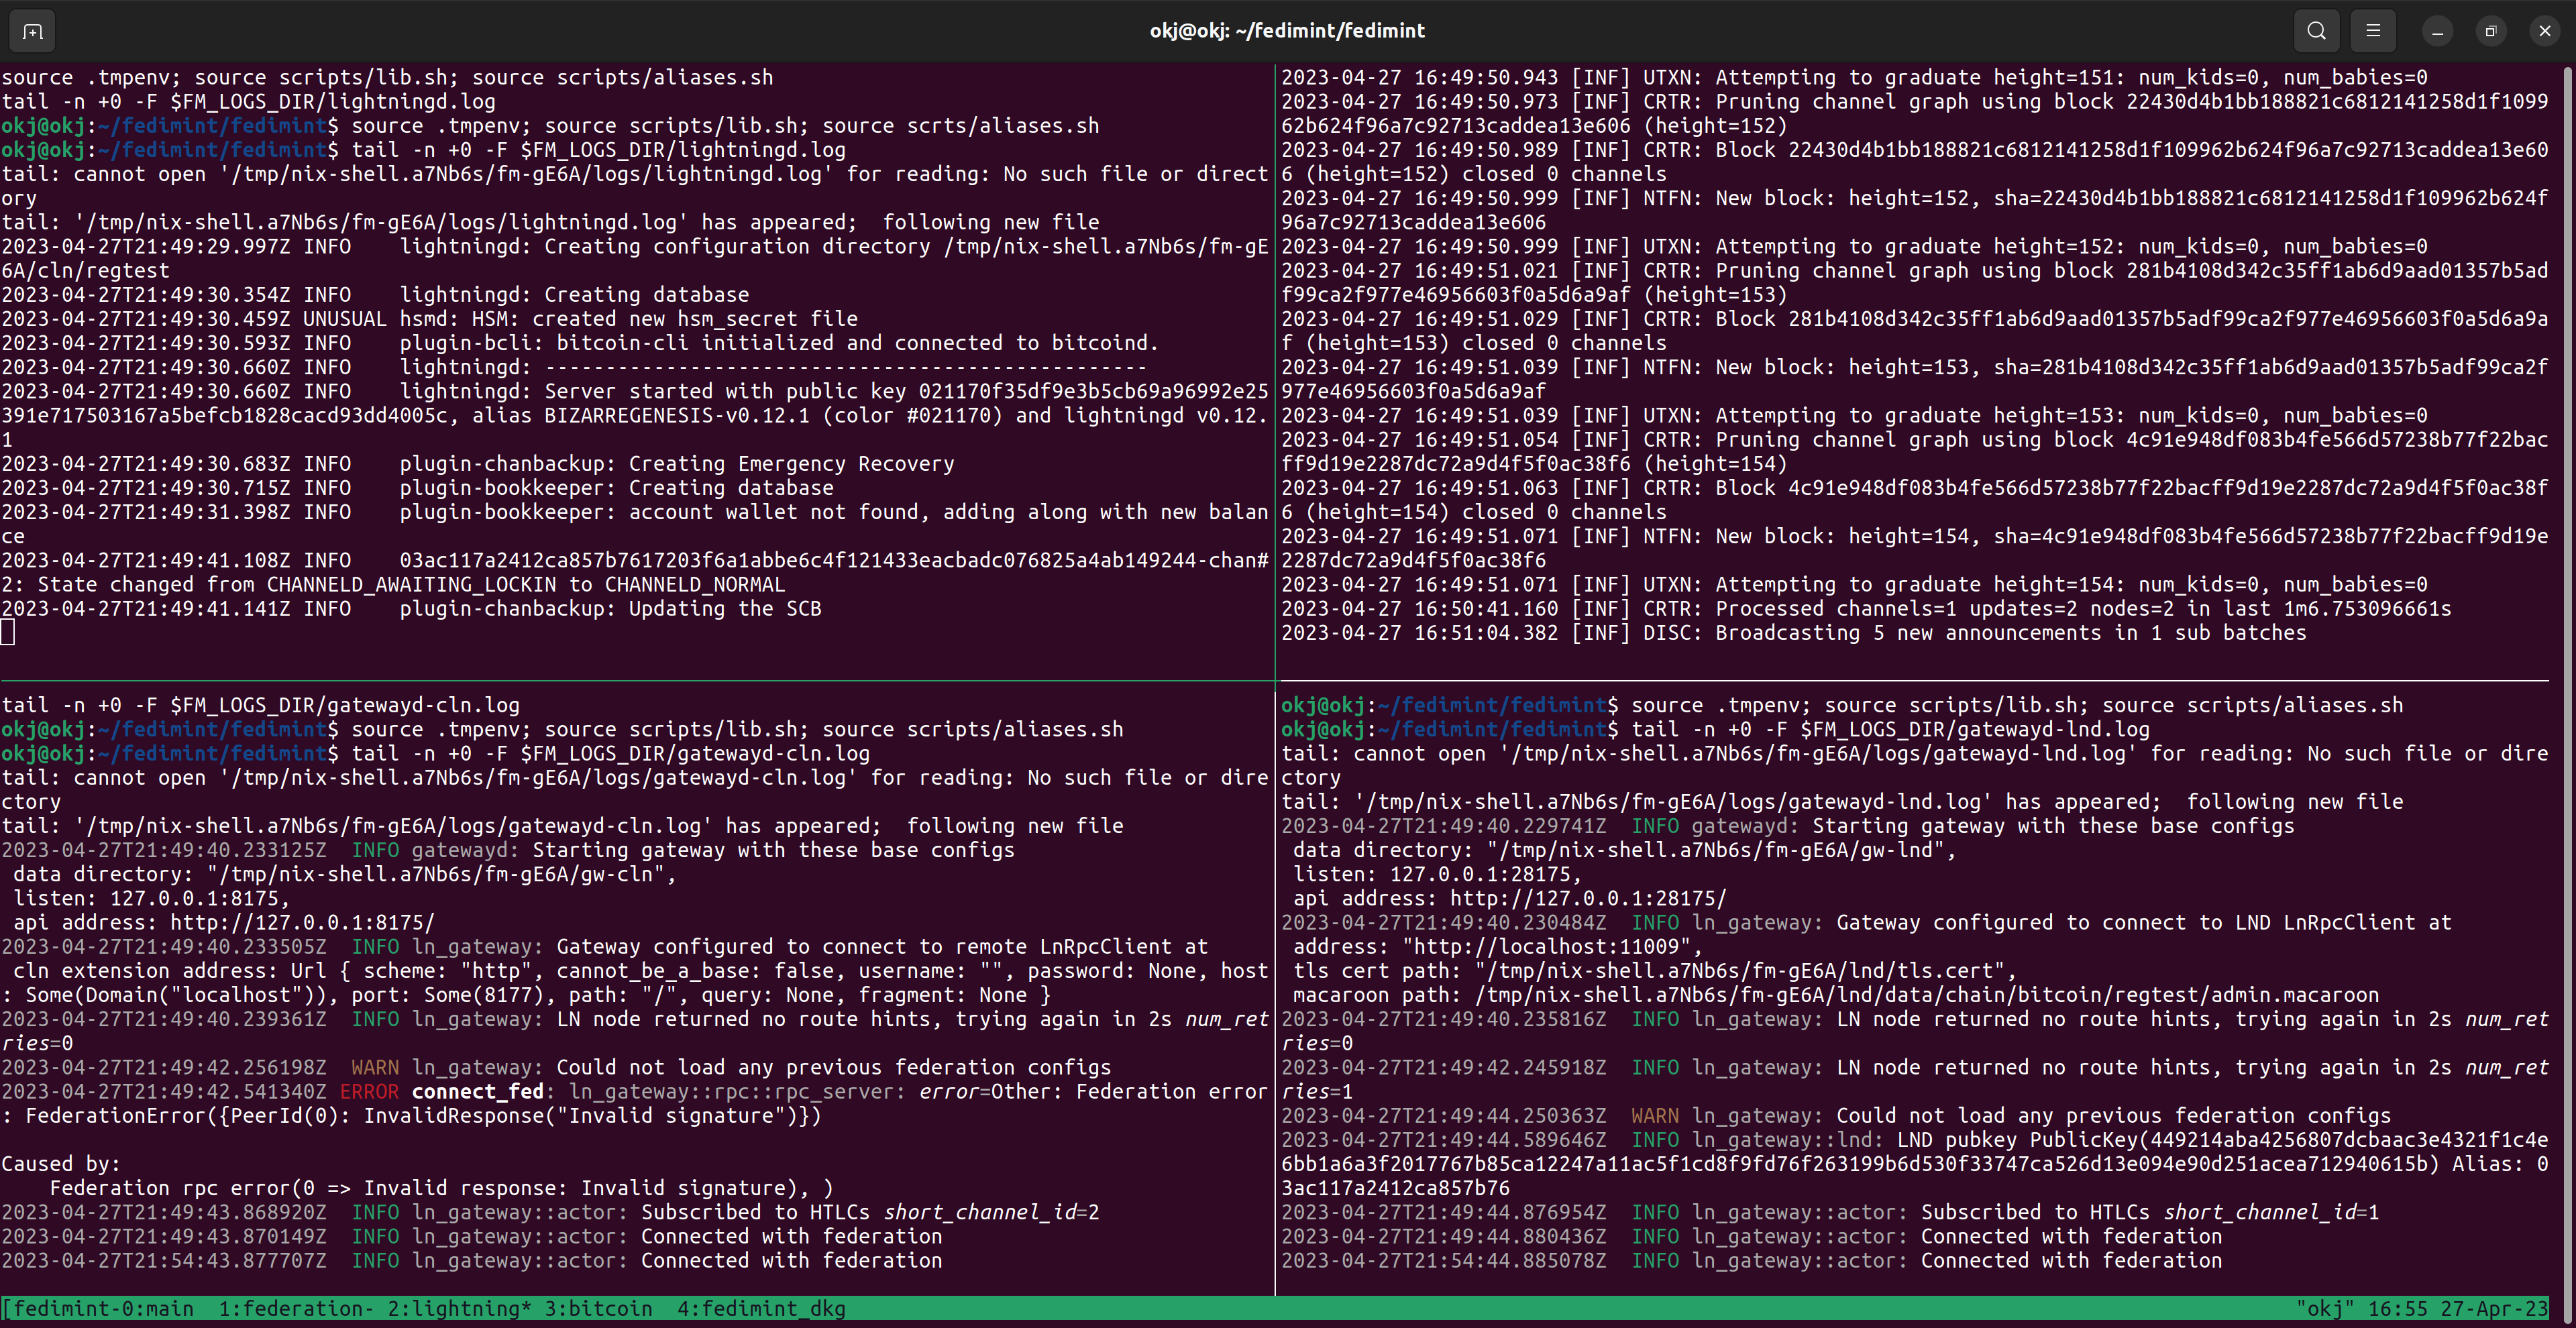 okj@okj: ~/fedimint/fedimint
source .tmpenv; source scripts/lib.sh; source scripts/aliases.sh
tail -n +0 -F $FM_LOGS_DIR/lightningd.log
okj@okj:~/fedimint/fedimint$ source .tmpenv; source scripts/lib.sh; source scrts/aliases.sh
okj@okj:~/fedimint/fedimint$ tail -n +0 -F $FM_LOGS_DIR/lightningd.log
tail: cannot open '/tmp/nix-shell.a7Nb6s/fm-gE6A/logs/lightningd.log' for reading: No such file or direct
ory
tail: '/tmp/nix-shell.a7Nb6s/fm-gE6A/logs/lightningd.log' has appeared;  following new file
2023-04-27T21:49:29.997Z INFO    lightningd: Creating configuration directory /tmp/nix-shell.a7Nb6s/fm-gE
6A/cln/regtest
2023-04-27T21:49:30.354Z INFO    lightningd: Creating database
2023-04-27T21:49:30.459Z UNUSUAL hsmd: HSM: created new hsm_secret file
2023-04-27T21:49:30.593Z INFO    plugin-bcli: bitcoin-cli initialized and connected to bitcoind.
2023-04-27T21:49:30.660Z INFO    lightningd: --------------------------------------------------
2023-04-27T21:49:30.660Z INFO    lightningd: Server started with public key 021170f35df9e3b5cb69a96992e25
391e717503167a5befcb1828cacd93dd4005c, alias BIZARREGENESIS-v0.12.1 (color #021170) and lightningd v0.12.
1
2023-04-27T21:49:30.683Z INFO    plugin-chanbackup: Creating Emergency Recovery
2023-04-27T21:49:30.715Z INFO    plugin-bookkeeper: Creating database
2023-04-27T21:49:31.398Z INFO    plugin-bookkeeper: account wallet not found, adding along with new balan
ce
2023-04-27T21:49:41.108Z INFO    03ac117a2412ca857b7617203f6a1abbe6c4f121433eacbadc076825a4ab149244-chan#
2: State changed from CHANNELD_AWAITING_LOCKIN to CHANNELD_NORMAL
2023-04-27T21:49:41.141Z INFO    plugin-chanbackup: Updating the SCB
2023-04-27 16:49:50.943 [INF] UTXN: Attempting to graduate height=151: num_kids=0, num_babies=0
2023-04-27 16:49:50.973 [INF] CRTR: Pruning channel graph using block 22430d4b1bb188821c6812141258d1f1099
62b624f96a7c92713caddea13e606 (height=152)
2023-04-27 16:49:50.989 [INF] CRTR: Block 22430d4b1bb188821c6812141258d1f109962b624f96a7c92713caddea13e60
6 (height=152) closed 0 channels
2023-04-27 16:49:50.999 [INF] NTFN: New block: height=152, sha=22430d4b1bb188821c6812141258d1f109962b624f
96a7c92713caddea13e606
2023-04-27 16:49:50.999 [INF] UTXN: Attempting to graduate height=152: num_kids=0, num_babies=0
2023-04-27 16:49:51.021 [INF] CRTR: Pruning channel graph using block 281b4108d342c35ff1ab6d9aad01357b5ad
f99ca2f977e46956603f0a5d6a9af (height=153)
2023-04-27 16:49:51.029 [INF] CRTR: Block 281b4108d342c35ff1ab6d9aad01357b5adf99ca2f977e46956603f0a5d6a9a
f (height=153) closed 0 channels
2023-04-27 16:49:51.039 [INF] NTFN: New block: height=153, sha=281b4108d342c35ff1ab6d9aad01357b5adf99ca2f
977e46956603f0a5d6a9af
2023-04-27 16:49:51.039 [INF] UTXN: Attempting to graduate height=153: num_kids=0, num_babies=0
2023-04-27 16:49:51.054 [INF] CRTR: Pruning channel graph using block 4c91e948df083b4fe566d57238b77f22bac
ff9d19e2287dc72a9d4f5f0ac38f6 (height=154)
2023-04-27 16:49:51.063 [INF] CRTR: Block 4c91e948df083b4fe566d57238b77f22bacff9d19e2287dc72a9d4f5f0ac38f
6 (height=154) closed 0 channels
2023-04-27 16:49:51.071 [INF] NTFN: New block: height=154, sha=4c91e948df083b4fe566d57238b77f22bacff9d19e
2287dc72a9d4f5f0ac38f6
2023-04-27 16:49:51.071 [INF] UTXN: Attempting to graduate height=154: num_kids=0, num_babies=0
2023-04-27 16:50:41.160 [INF] CRTR: Processed channels=1 updates=2 nodes=2 in last 1m6.753096661s
2023-04-27 16:51:04.382 [INF] DISC: Broadcasting 5 new announcements in 1 sub batches
tail -n +0 -F $FM_LOGS_DIR/gatewayd-cln.log
okj@okj:~/fedimint/fedimint$ source .tmpenv; source scripts/lib.sh; source scripts/aliases.sh
okj@okj:~/fedimint/fedimint$ tail -n +0 -F $FM_LOGS_DIR/gatewayd-cln.log
tail: cannot open '/tmp/nix-shell.a7Nb6s/fm-gE6A/logs/gatewayd-cln.log' for reading: No such file or dire
ctory
tail: '/tmp/nix-shell.a7Nb6s/fm-gE6A/logs/gatewayd-cln.log' has appeared;  following new file
2023-04-27T21:49:40.233125Z  INFO gatewayd: Starting gateway with these base configs
 data directory: "/tmp/nix-shell.a7Nb6s/fm-gE6A/gw-cln",
 listen: 127.0.0.1:8175,
 api address: http://127.0.0.1:8175/
2023-04-27T21:49:40.233505Z  INFO ln_gateway: Gateway configured to connect to remote LnRpcClient at
 cln extension address: Url { scheme: "http", cannot_be_a_base: false, username: "", password: None, host
: Some(Domain("localhost")), port: Some(8177), path: "/", query: None, fragment: None }
2023-04-27T21:49:40.239361Z  INFO ln_gateway: LN node returned no route hints, trying again in 2s num_ret
ries=0
2023-04-27T21:49:42.256198Z  WARN ln_gateway: Could not load any previous federation configs
2023-04-27T21:49:42.541340Z ERROR connect_fed: ln_gateway::rpc::rpc_server: error=Other: Federation error
: FederationError({PeerId(0): InvalidResponse("Invalid signature")})
Caused by:
    Federation rpc error(0 => Invalid response: Invalid signature), )
2023-04-27T21:49:43.868920Z  INFO ln_gateway::actor: Subscribed to HTLCs short_channel_id=2
2023-04-27T21:49:43.870149Z  INFO ln_gateway::actor: Connected with federation
2023-04-27T21:54:43.877707Z  INFO ln_gateway::actor: Connected with federation
okj@okj:~/fedimint/fedimint$ source .tmpenv; source scripts/lib.sh; source scripts/aliases.sh
okj@okj:~/fedimint/fedimint$ tail -n +0 -F $FM_LOGS_DIR/gatewayd-lnd.log
tail: cannot open '/tmp/nix-shell.a7Nb6s/fm-gE6A/logs/gatewayd-lnd.log' for reading: No such file or dire
ctory
tail: '/tmp/nix-shell.a7Nb6s/fm-gE6A/logs/gatewayd-lnd.log' has appeared;  following new file
2023-04-27T21:49:40.229741Z  INFO gatewayd: Starting gateway with these base configs
 data directory: "/tmp/nix-shell.a7Nb6s/fm-gE6A/gw-lnd",
 listen: 127.0.0.1:28175,
 api address: http://127.0.0.1:28175/
2023-04-27T21:49:40.230484Z  INFO ln_gateway: Gateway configured to connect to LND LnRpcClient at
 address: "http://localhost:11009",
 tls cert path: "/tmp/nix-shell.a7Nb6s/fm-gE6A/lnd/tls.cert",
 macaroon path: /tmp/nix-shell.a7Nb6s/fm-gE6A/lnd/data/chain/bitcoin/regtest/admin.macaroon
2023-04-27T21:49:40.235816Z  INFO ln_gateway: LN node returned no route hints, trying again in 2s num_ret
ries=0
2023-04-27T21:49:42.245918Z  INFO ln_gateway: LN node returned no route hints, trying again in 2s num_ret
ries=1
2023-04-27T21:49:44.250363Z  WARN ln_gateway: Could not load any previous federation configs
2023-04-27T21:49:44.589646Z  INFO ln_gateway::lnd: LND pubkey PublicKey(449214aba4256807dcbaac3e4321f1c4e
6bb1a6a3f2017767b85ca12247a11ac5f1cd8f9fd76f263199b6d530f33747ca526d13e094e90d251acea712940615b) Alias: 0
3ac117a2412ca857b76
2023-04-27T21:49:44.876954Z  INFO ln_gateway::actor: Subscribed to HTLCs short_channel_id=1
2023-04-27T21:49:44.880436Z  INFO ln_gateway::actor: Connected with federation
2023-04-27T21:54:44.885078Z  INFO ln_gateway::actor: Connected with federation
[fedimint-0:main  1:federation- 2:lightning* 3:bitcoin  4:fedimint_dkg "okj" 16:55 27-Apr-23